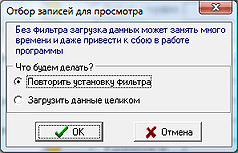 Отбор записей для просмотра
Без фильтра загрузка данных может занять много
времени и даже привести к сбою в работе
программы
Что будем делать?
Повторить установку фильтра
Загрузить данные целиком
OK
Отмена